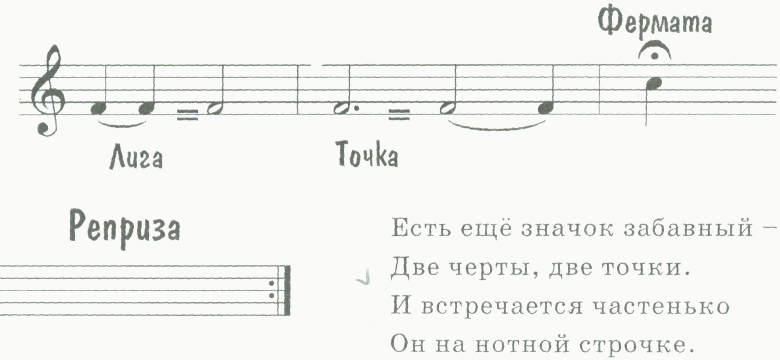 Фермата
Лига
Точка
Реприза
Есть ещё значок забавный –
Две черты, две точки.
И встречается частенько
Он на нотной строчке.